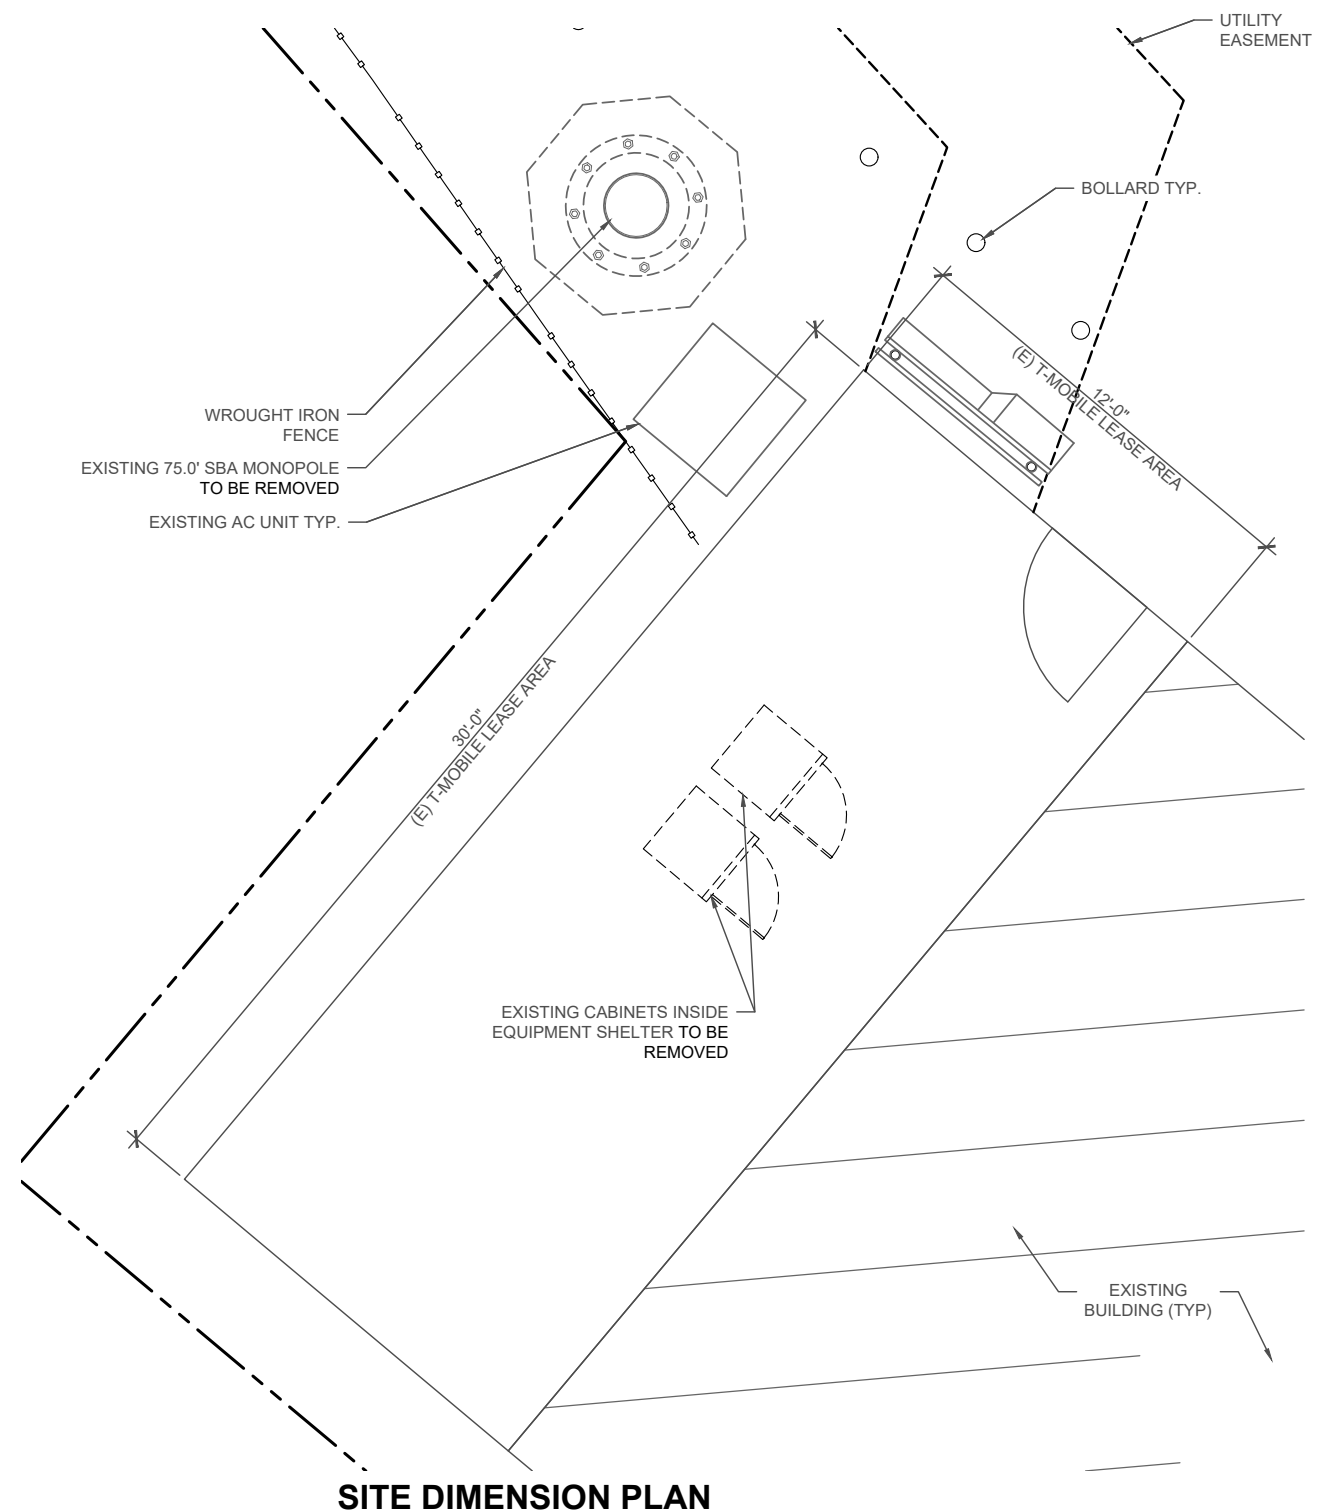 UTILITY
EASEMENT
BOLLARD TYP.
12'-0"
(E) T-MOBILE LEASE AREA
WROUGHT IRON
FENCE
EXISTING 75.0' SBA MONOPOLE
TO BE REMOVED
EXISTING AC UNIT TYP.
30'-0"
(E) T-MOBILE LEASE AREA
EXISTING CABINETS INSIDE
EQUIPMENT SHELTER TO BE
REMOVED
EXISTING
BUILDING (TYP)
SITE DIMENSION PLAN